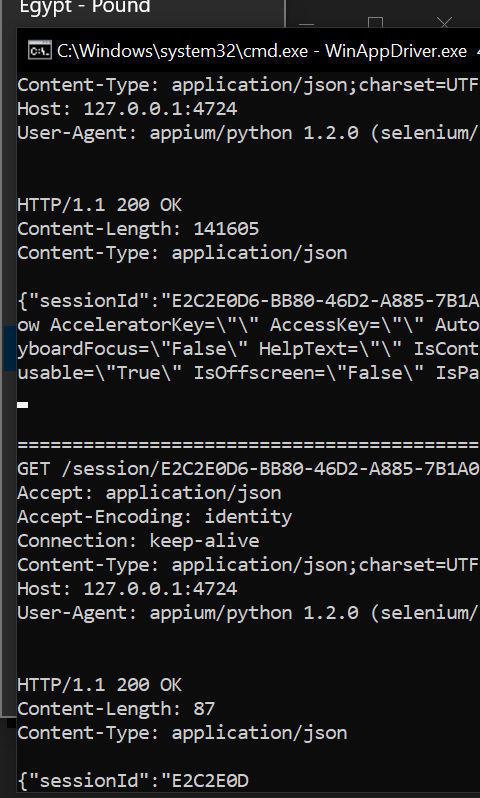 Egypt - Pound
C:\Windows\system32\cmd.exe - WinAppDriver.exe
Content-Type: application/json;charset=UTF
Host: 127.0.0.1:4724
User-Agent: appium/python 1.2.0 (selenium/
HTTP/1.1 200 OK
Content-Length: 141605
Content-Type: application/json
{"sessionId":"E2C2E0D6-BB80-46D2-A885-7B1A
ow AcceleratorKey=\"\" AccessKey=\"\" Auto
yboardFocus=\"False\" HelpText=\"\" IsCont
usable=\"True\" IsOffscreen=\"False\" IsPa
==========================================
GET /session/E2C2E0D6-BB80-46D2-A885-7B1A0
Accept: application/json
Accept-Encoding: identity
Connection: keep-alive
Content-Type: application/json;charset=UTF
Host: 127.0.0.1:4724
User-Agent: appium/python 1.2.0 (selenium/
HTTP/1.1 200 OK
Content-Length: 87
Content-Type: application/json
{"sessionId":"E2C2E0D